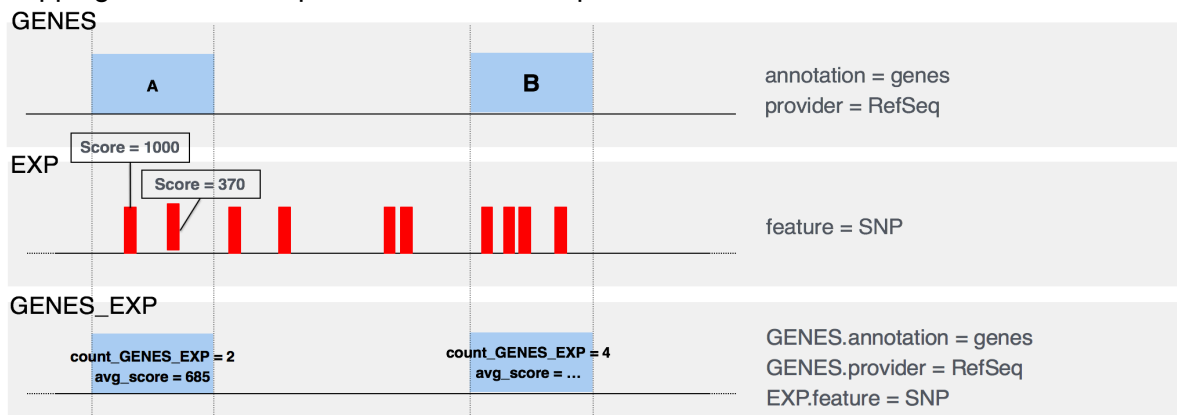 GENES
A
B
annotation = genes
provider = RefSeq
Score = 1000
EXP
Score = 370
feature = SNP
GENES_EXP
count_GENES_EXP = 2
avg_score = 685
count_GENES_EXP = 4
avg_score = ...
GENES.annotation = genes
GENES.provider = RefSeq
EXP.feature = SNP